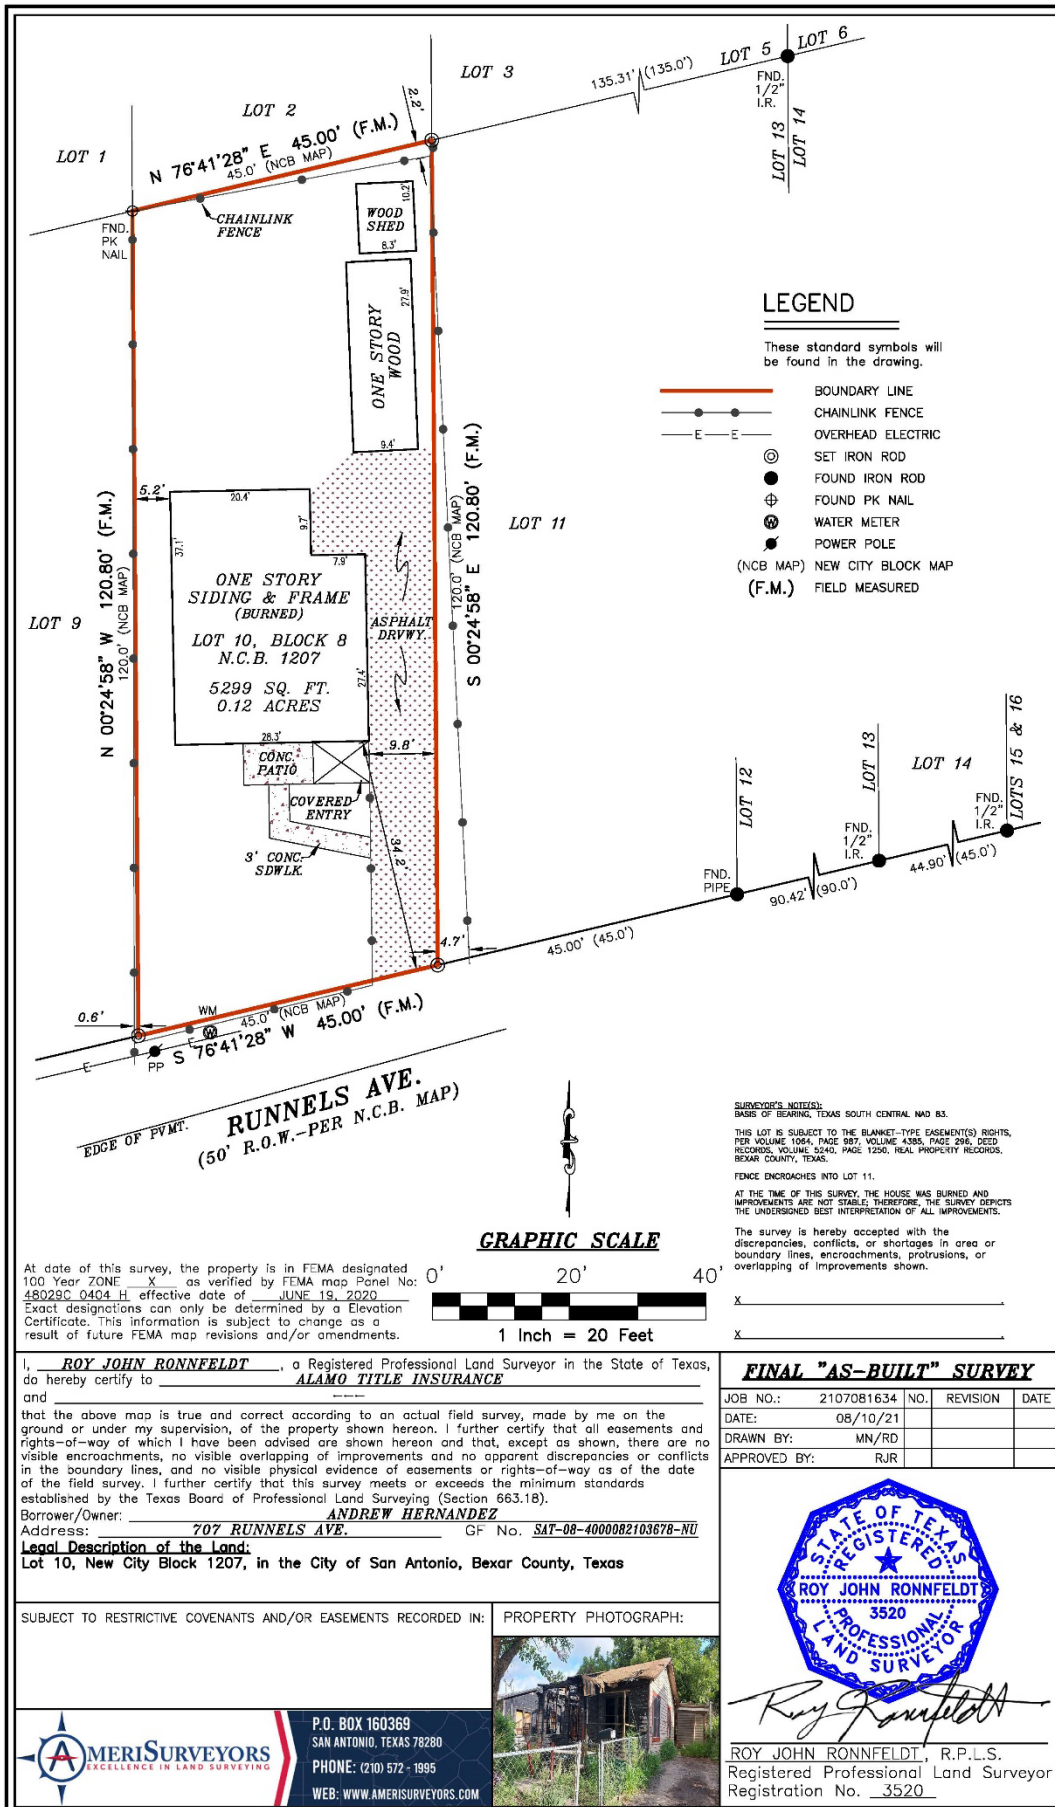 LOT 5
LOT 6
135.31' (135.0')
FND.
1/2"
I.R.
LOT 13
LOT 14
LOT 3
LOT 2
LOT 1
2.2'
N 76°41'28" E 45.00' (F.M.)
45.0' (NCB MAP)
CHAINLINK
FENCE
FND.
PK
NAIL
WOOD
SHED
10.2'
8.3'
ONE STORY
WOOD
27.9'
9.4'
LEGEND
These standard symbols will
be found in the drawing.
BOUNDARY LINE
CHAINLINK FENCE
E E OVERHEAD ELECTRIC
SET IRON ROD
FOUND IRON ROD
FOUND PK NAIL
W WATER METER
POWER POLE
(NCB MAP) NEW CITY BLOCK MAP
(F.M.) FIELD MEASURED
LOT 11
LOT 9
N 00°24'58" W 120.80' (F.M.)
120.0' (NCB MAP)
S 00°24'58" E 120.80' (F.M.)
120.0' (NCB MAP)
5.2'
20.4'
9.7'
7.9'
37.1'
27.4'
28.3'
ONE STORY
SIDING & FRAME
(BURNED)
LOT 10, BLOCK 8
N.C.B. 1207
5299 SQ. FT.
0.12 ACRES
ASPHALT
DRVWY.
9.8'
CONC.
PATIO
COVERED
ENTRY
3' CONC.
SDWLK.
34.2'
4.7'
0.6'
WM
W
E
E
PP
45.0' (NCB MAP)
S 76°41'28" W 45.00' (F.M.)
LOT 12
LOT 13
LOT 14
LOTS 15 & 16
FND.
PIPE
FND.
1/2"
I.R.
FND.
1/2"
I.R.
45.00' (45.0')
90.42' (90.0')
44.90' (45.0')
EDGE OF PVMT.
RUNNELS AVE.
(50' R.O.W.-PER N.C.B. MAP)
SURVEYOR'S NOTE(S):
BASIS OF BEARING, TEXAS SOUTH CENTRAL NAD 83.
THIS LOT IS SUBJECT TO THE BLANKET-TYPE EASEMENT(S) RIGHTS,
PER VOLUME 1064, PAGE 987, VOLUME 4385, PAGE 296, DEED
RECORDS, VOLUME 5240, PAGE 1250, REAL PROPERTY RECORDS,
BEXAR COUNTY, TEXAS.
FENCE ENCROACHES INTO LOT 11.
AT THE TIME OF THIS SURVEY, THE HOUSE WAS BURNED AND
IMPROVEMENTS ARE NOT STABLE; THEREFORE, THE SURVEY DEPICTS
THE UNDERSIGNED BEST INTERPRETATION OF ALL IMPROVEMENTS.
The survey is hereby accepted with the
discrepancies, conflicts, or shortages in area or
boundary lines, encroachments, protrusions, or
overlapping of improvements shown.
X
X
GRAPHIC SCALE
0' 20' 40'
1 Inch = 20 Feet
At date of this survey, the property is in FEMA designated
100 Year ZONE X as verified by FEMA map Panel No:
48029C 0404 H effective date of JUNE 19, 2020
Exact designations can only be determined by a Elevation
Certificate. This information is subject to change as a
result of future FEMA map revisions and/or amendments.
I, ROY JOHN RONNFELDT, a Registered Professional Land Surveyor in the State of Texas,
do hereby certify to ALAMO TITLE INSURANCE
and ---
that the above map is true and correct according to an actual field survey, made by me on the
ground or under my supervision, of the property shown hereon. I further certify that all easements and
rights-of-way of which I have been advised are shown hereon and that, except as shown, there are no
visible encroachments, no visible overlapping of improvements and no apparent discrepancies or conflicts
in the boundary lines, and no visible physical evidence of easements or rights-of-way as of the date
of the field survey. I further certify that this survey meets or exceeds the minimum standards
established by the Texas Board of Professional Land Surveying (Section 663.18).
Borrower/Owner: ANDREW HERNANDEZ
Address: 707 RUNNELS AVE. GF No. SAT-08-4000082103678-NU
Legal Description of the Land:
Lot 10, New City Block 1207, in the City of San Antonio, Bexar County, Texas
FINAL "AS-BUILT" SURVEY
JOB NO.: 2107081634 NO. REVISION DATE
DATE: 08/10/21
DRAWN BY: MN/RD
APPROVED BY: RJR
STATE OF TEXAS
REGISTERED
ROY JOHN RONNFELDT
3520
PROFESSIONAL
LAND SURVEYOR
Roy Ronnfeldt
ROY JOHN RONNFELDT, R.P.L.S.
Registered Professional Land Surveyor
Registration No. 3520
SUBJECT TO RESTRICTIVE COVENANTS AND/OR EASEMENTS RECORDED IN:
PROPERTY PHOTOGRAPH:
AMERISURVEYORS
EXCELLENCE IN LAND SURVEYING
P.O. BOX 160369
SAN ANTONIO, TEXAS 78280
PHONE: (210) 572 - 1995
WEB: WWW.AMERISURVEYORS.COM